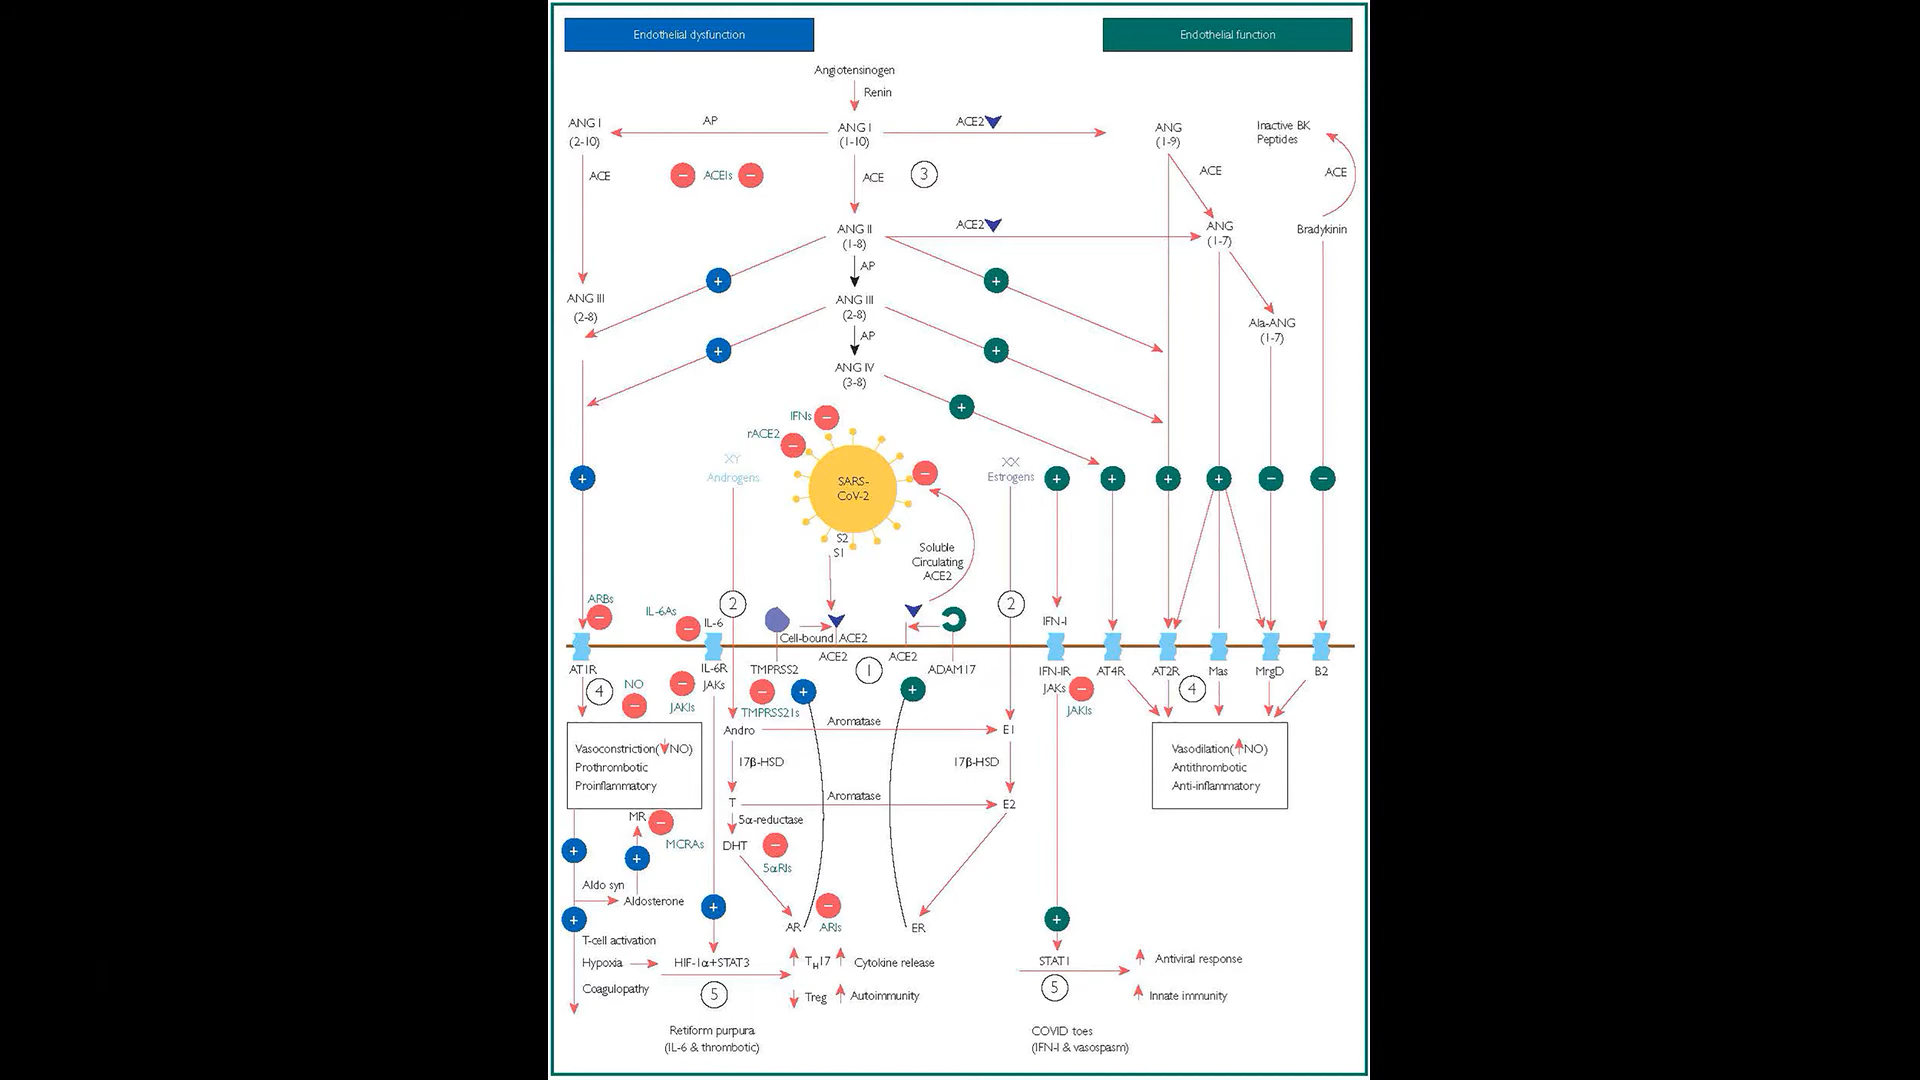 Endothelial dysfunction
Endothelial function
Angiotensinogen
Renin
ANG I
(2-10)
AP
ANG I
(1-10)
ACE2
ANG
(1-9)
Inactive BK
Peptides
ACE
ACEIs
ACE
3
ACE
ACE
ANG II
(1-8)
ACE2
ANG
(1-7)
Bradykinin
AP
ANG III
(2-8)
ANG III
(2-8)
Ala-ANG
(1-7)
AP
ANG IV
(3-8)
IFNs
rACE2
XY
Androgens
SARS-
CoV-2
XX
Estrogens
S2
S1
Soluble
Circulating
ACE2
ARBs
IL-6As
IL-6
2
2
IFN-I
Cell-bound ACE2
AT1R
IL-6R
JAKs
TMPRSS2
ACE2
1
ACE2
ADAM17
IFN-IR
JAKs
AT4R
AT2R
Mas
MrgD
B2
4
NO
JAKIs
TMPRSS21s
JAKIs
4
Andro
Aromatase
E1
Vasoconstriction( NO)
Prothrombotic
Proinflammatory
17β-HSD
17β-HSD
Vasodilation( NO)
Antithrombotic
Anti-inflammatory
T
Aromatase
E2
MR
MCRAs
5α-reductase
DHT
5αRIs
Aldo syn
Aldosterone
AR
ARIs
ER
T-cell activation
Hypoxia
HIF-1α+STAT3
TH17
Cytokine release
STAT1
Antiviral response
Coagulopathy
5
Treg
Autoimmunity
5
Innate immunity
Retiform purpura
(IL-6 & thrombotic)
COVID toes
(IFN-I & vasospasm)